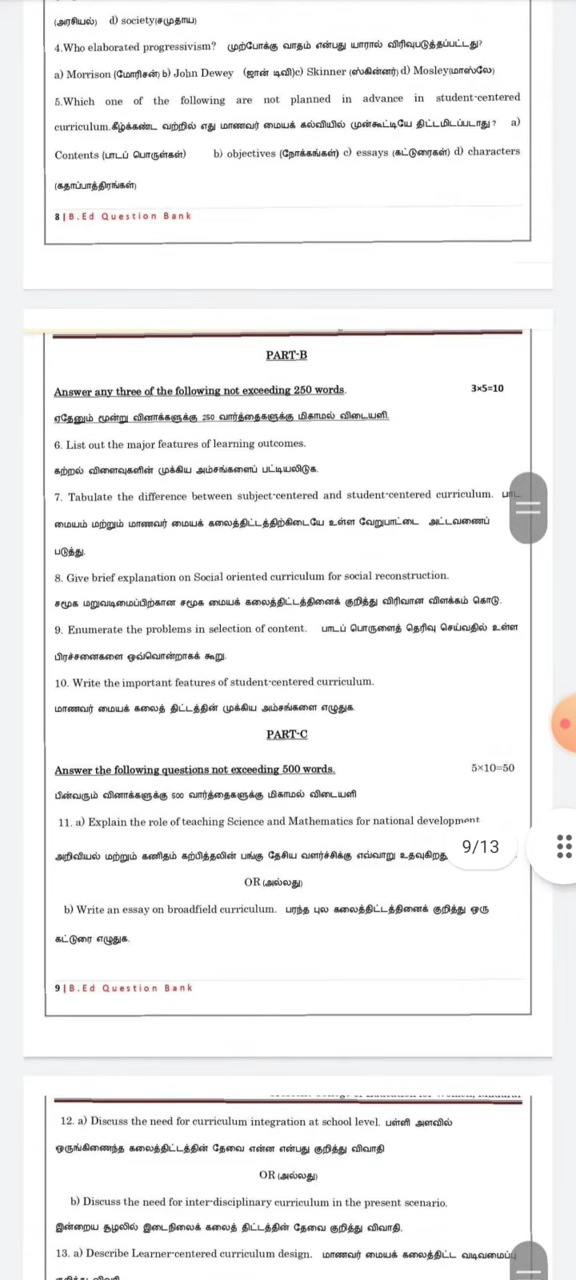 (அரசியல்) d) society(சமுதாய)
4.Who elaborated progressivism? முற்போக்கு வாதம் என்பது யாரால் விரிவுபடுத்தப்பட்டது?
a) Morrison (மோரிசன்) b) John Dewey (ஜான் டிவி)c) Skinner (ஸ்கின்னர்) d) Mosley(மாஸ்லே)
5.Which one of the following are not planned in advance in student-centered
curriculum.கீழ்க்கண்ட வற்றில் எது மாணவர் மையக் கல்வியில் முன்கூட்டியே திட்டமிடப்படாது? a)
Contents (பாடப் பொருள்கள்) b) objectives (நோக்கங்கள்) c) essays (கட்டுரைகள்) d) characters
(கதாப்பாத்திரங்கள்)
8|B.Ed Question Bank
PART-B
Answer any three of the following not exceeding 250 words. 3×5=10
ஏதேனும் மூன்று வினாக்களுக்கு 250 வார்த்தைகளுக்கு மிகாமல் விடையளி.
6. List out the major features of learning outcomes.
கற்றல் விளைவுகளின் முக்கிய அம்சங்களைப் பட்டியலிடுக.
7. Tabulate the difference between subject-centered and student-centered curriculum.
மையம் மற்றும் மாணவர் மையக் கலைத்திட்டத்திற்கிடையே உள்ள வேறுபாட்டை அட்டவணைப்
படுத்து.
8. Give brief explanation on Social oriented curriculum for social reconstruction.
சமூக மறுவடிமைப்பிற்கான சமூக மையக் கலைத்திட்டத்தினைக் குறித்து விரிவான விளக்கம் கொடு.
9. Enumerate the problems in selection of content. பாடப் பொருளைத் தெரிவு செய்வதில் உள்ள
பிரச்சனைகளை ஒவ்வொன்றாகக் கூறு.
10. Write the important features of student-centered curriculum.
மாணவர் மையக் கலைத் திட்டத்தின் முக்கிய அம்சங்களை எழுதுக.
PART-C
Answer the following questions not exceeding 500 words. 5×10=50
பின்வரும் வினாக்களுக்கு 500 வார்த்தைகளுக்கு மிகாமல் விடையளி
11. a) Explain the role of teaching Science and Mathematics for national development
அறிவியல் மற்றும் கணிதம் கற்பித்தலின் பங்கு தேசிய வளர்ச்சிக்கு எவ்வாறு
9/13
OR (அல்லது)
b) Write an essay on broadfield curriculum. பரந்த புல கலைத்திட்டத்தினைக் குறித்து ஒரு
கட்டுரை எழுதுக.
9|B.Ed Question Bank
12. a) Discuss the need for curriculum integration at school level. பள்ளி அளவில்
ஒருங்கிணைந்த கலைத்திட்டத்தின் தேவை என்ன என்பது குறித்து விவாதி
OR (அல்லது)
b) Discuss the need for inter-disciplinary curriculum in the present scenario.
இன்றைய சூழலில் இடைநிலைக் கலைத் திட்டத்தின் தேவை குறித்து விவாதி.
13. a) Describe Learner-centered curriculum design. மாணவர் மையக் கலைத்திட்ட